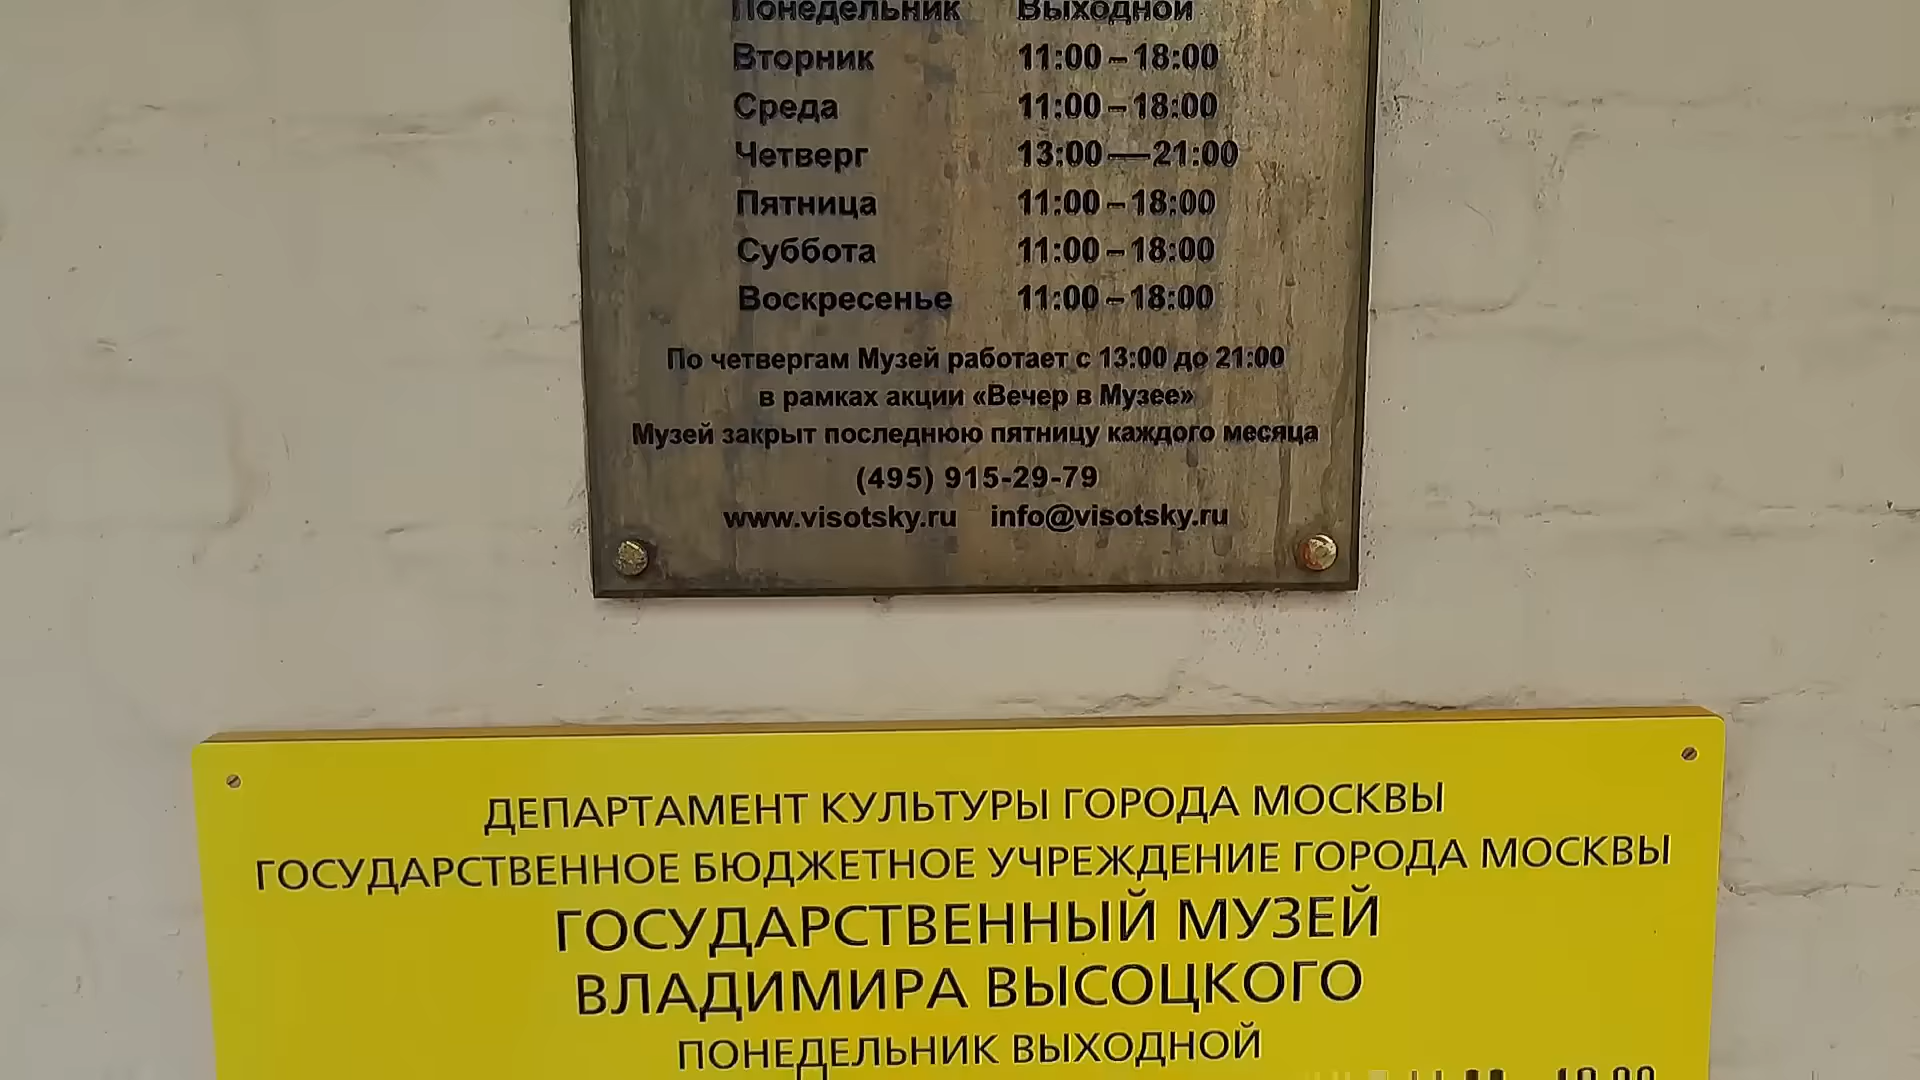 Понедельник Выходной
Вторник 11:00 – 18:00
Среда 11:00 – 18:00
Четверг 13:00 — 21:00
Пятница 11:00 – 18:00
Суббота 11:00 – 18:00
Воскресенье 11:00 – 18:00
По четвергам Музей работает с 13:00 до 21:00
в рамках акции «Вечер в Музее»
Музей закрыт последнюю пятницу каждого месяца
(495) 915-29-79
www.visotsky.ru info@visotsky.ru
ДЕПАРТАМЕНТ КУЛЬТУРЫ ГОРОДА МОСКВЫ
ГОСУДАРСТВЕННОЕ БЮДЖЕТНОЕ УЧРЕЖДЕНИЕ ГОРОДА МОСКВЫ
ГОСУДАРСТВЕННЫЙ МУЗЕЙ
ВЛАДИМИРА ВЫСОЦКОГО
ПОНЕДЕЛЬНИК ВЫХОДНОЙ